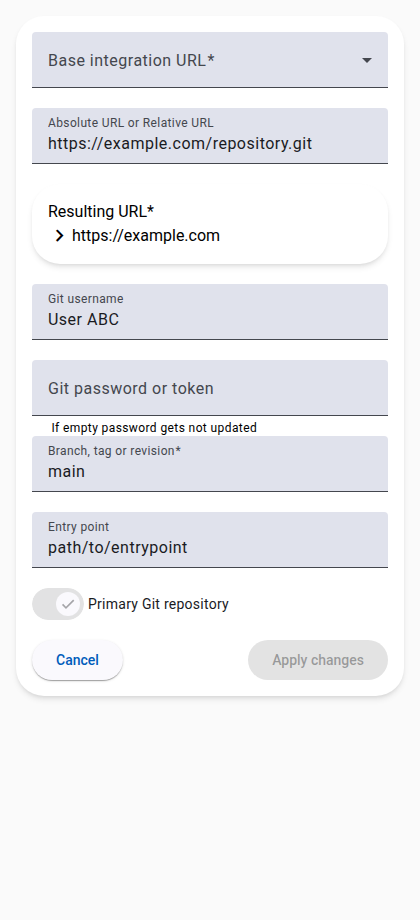 Base integration URL*
Absolute URL or Relative URL
https://example.com/repository.git
Resulting URL*
https://example.com
Git username
User ABC
Git password or token
If empty password gets not updated
Branch, tag or revision*
main
Entry point
path/to/entrypoint
Primary Git repository
Cancel
Apply changes